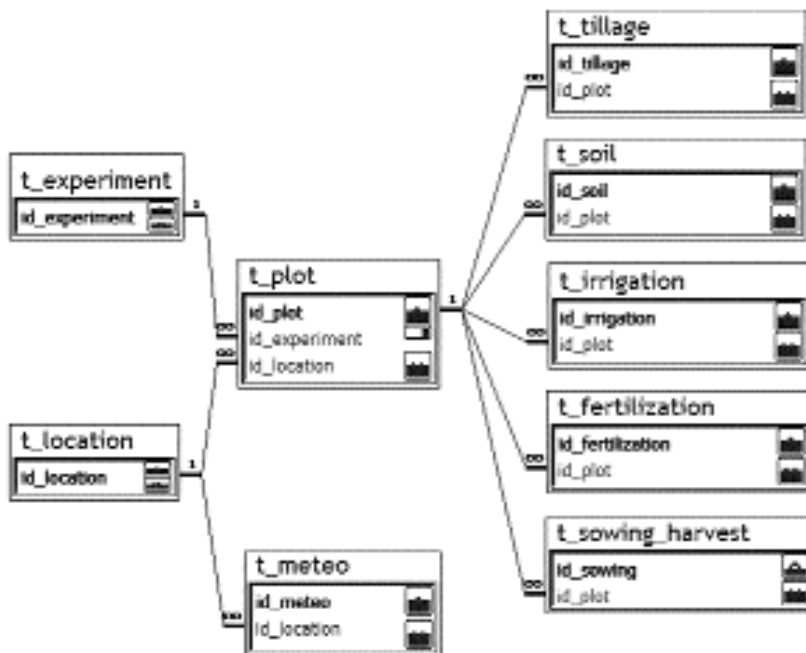 t_tillage
id_tillage
id_plot
∞
t_soil
id_soil
id_plot
∞
t_experiment
id_experiment
1
t_plot
id_plot
id_experiment
id_location
∞
∞
1
t_irrigation
id_irrigation
id_plot
∞
t_location
id_location
1
t_fertilization
id_fertilization
id_plot
∞
t_meteo
id_meteo
id_location
∞
t_sowing_harvest
id_sowing
id_plot
∞